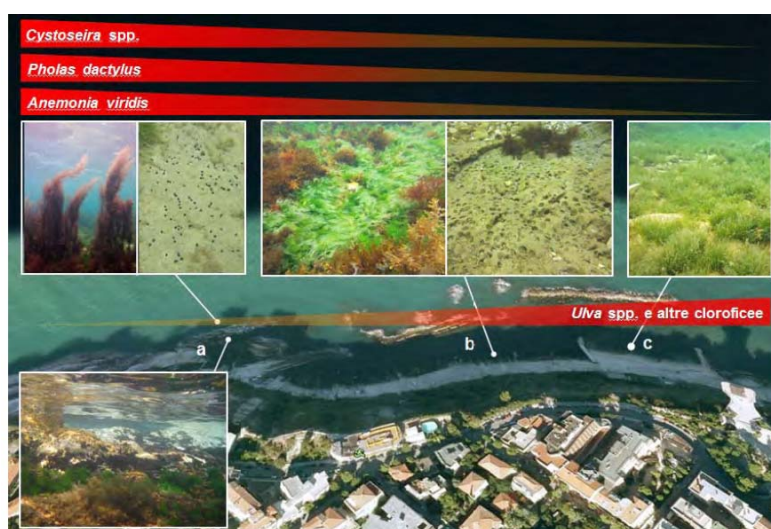 Cystoseira spp.
Pholas dactylus
Anemonia viridis
Ulva spp. e altre cloroficee
a
b
c